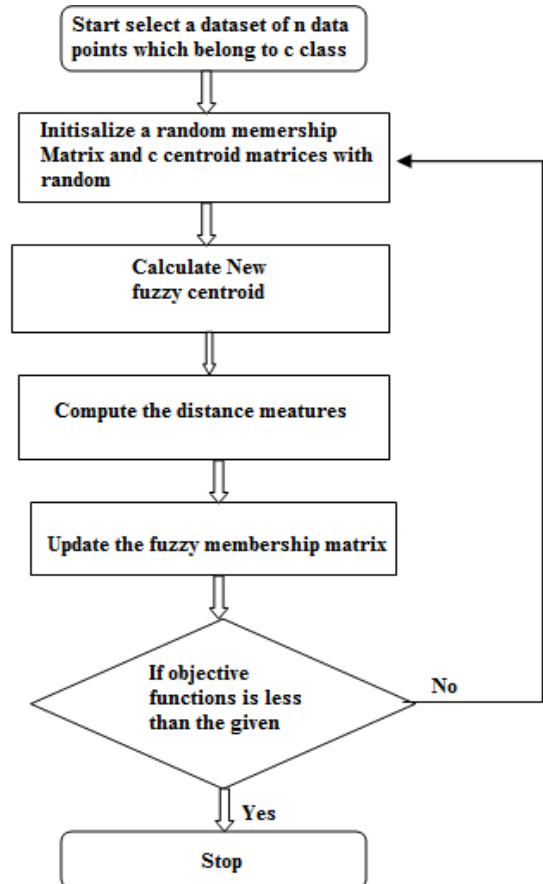 Start select a dataset of n data
points which belong to c class
Initisalize a random memership
Matrix and c centroid matrices with
random
Calculate New
fuzzy centroid
Compute the distance meatures
Update the fuzzy membership matrix
If objective
functions is less
than the given
No
Yes
Stop